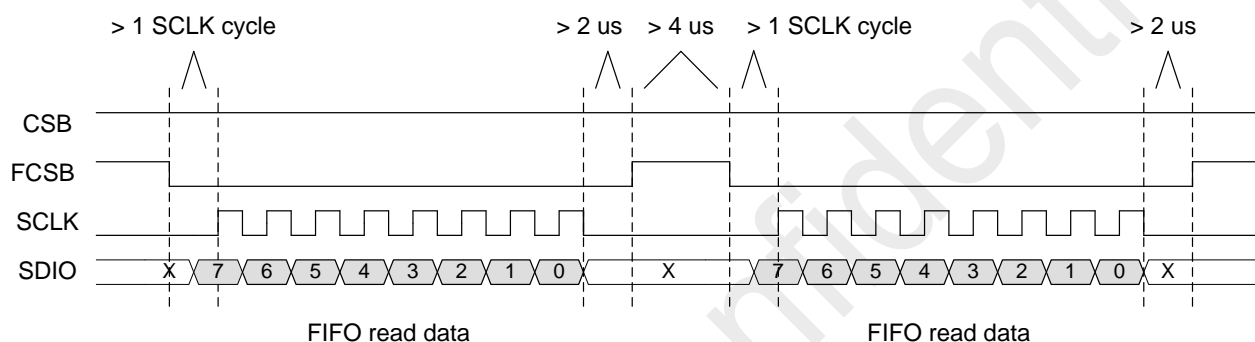 > 1 SCLK cycle > 2 us > 4 us > 1 SCLK cycle > 2 us
CSB
FCSB
SCLK
SDIO X 7 6 5 4 3 2 1 0 X 7 6 5 4 3 2 1 0 X
FIFO read data FIFO read data